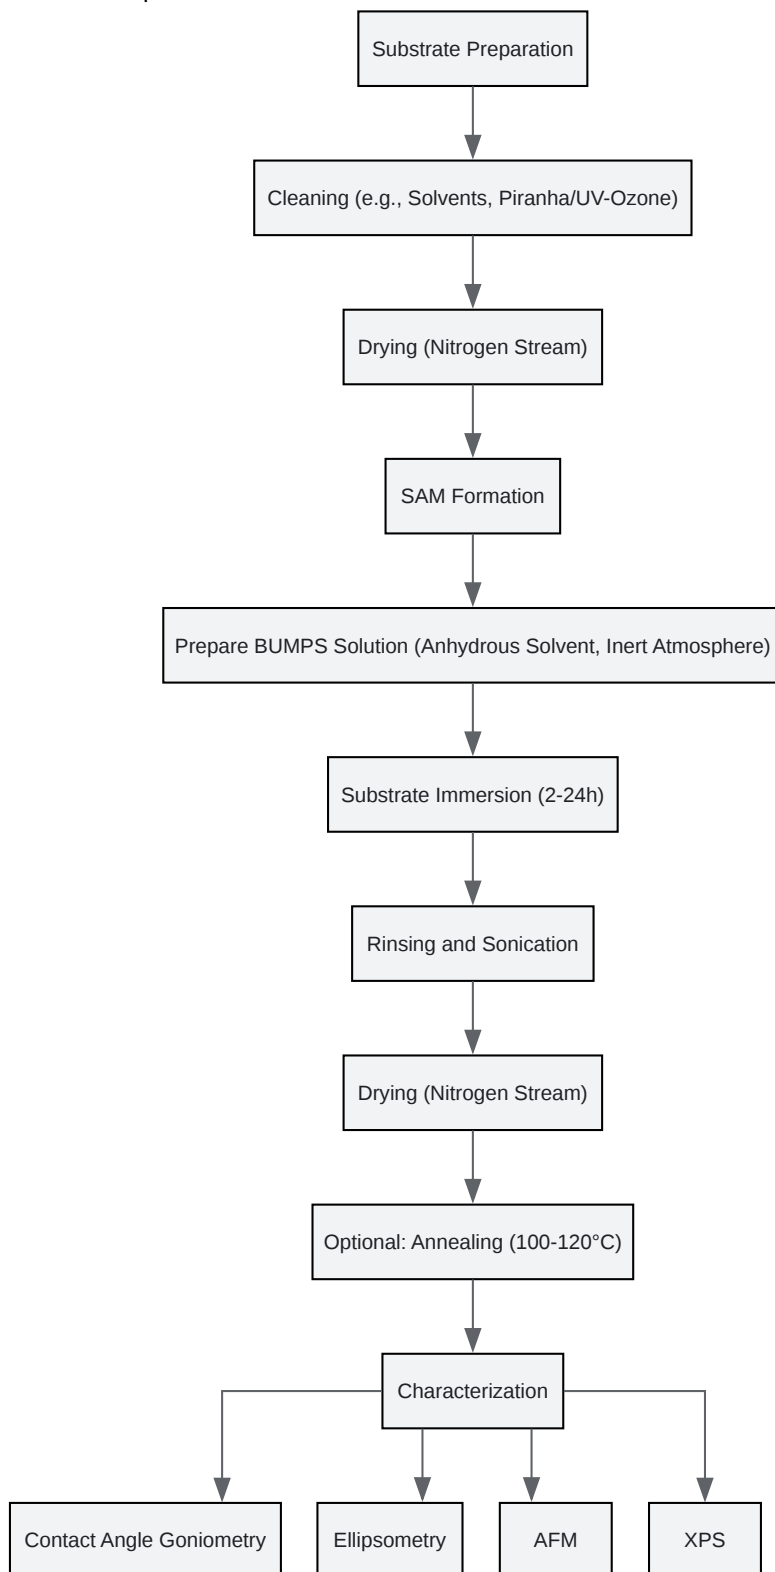 Substrate Preparation
Cleaning (e.g., Solvents, Piranha/UV-Ozone)
Drying (Nitrogen Stream)
SAM Formation
Prepare BUMPS Solution (Anhydrous Solvent, Inert Atmosphere)
Substrate Immersion (2-24h)
Rinsing and Sonication
Drying (Nitrogen Stream)
Optional: Annealing (100-120°C)
Characterization
Contact Angle Goniometry
Ellipsometry
AFM
XPS